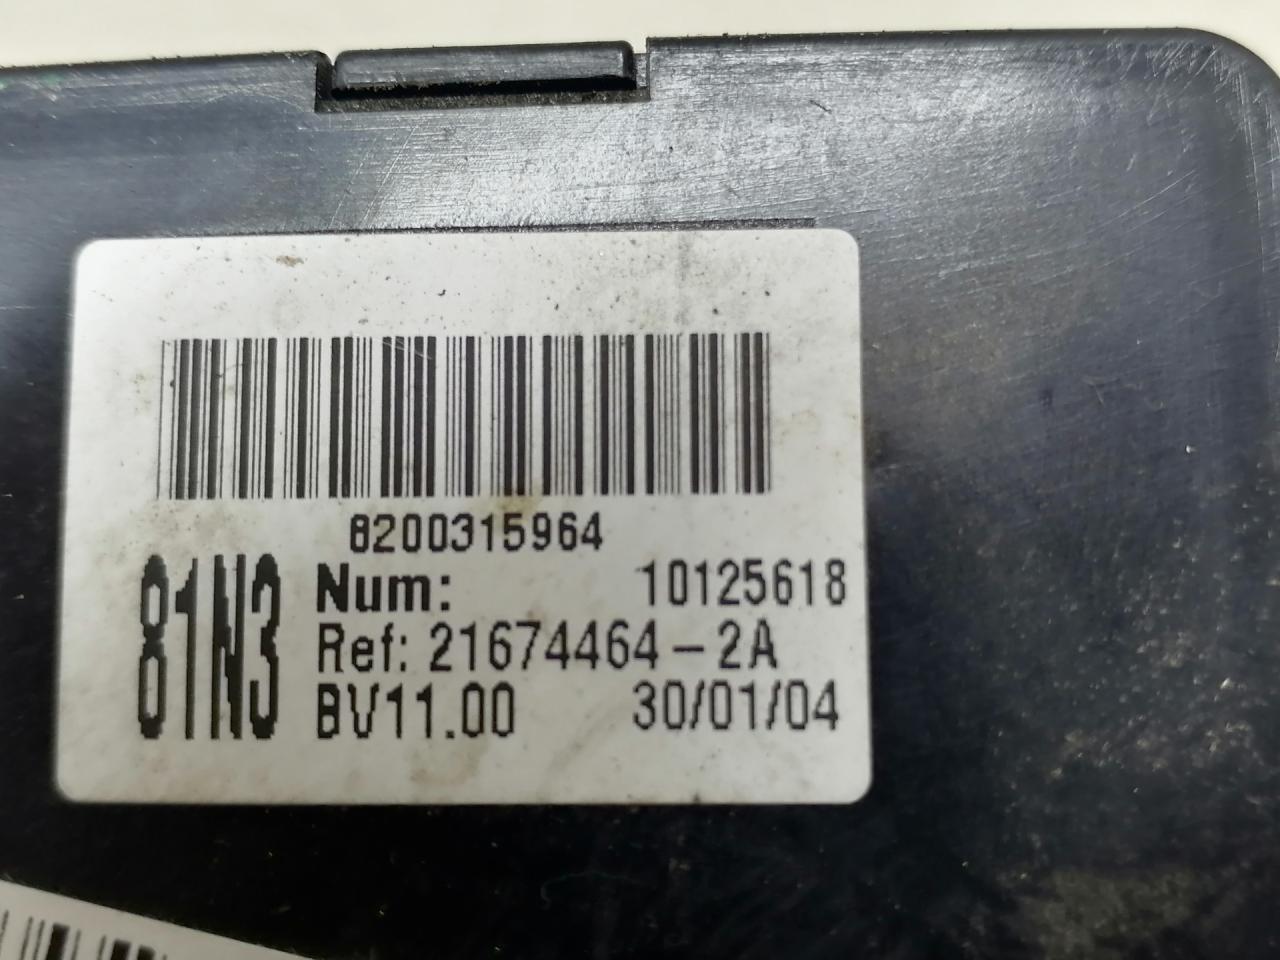 8200315964
81N3
Num: 10125618
Ref: 21674464-2A
BV11.00 30/01/04